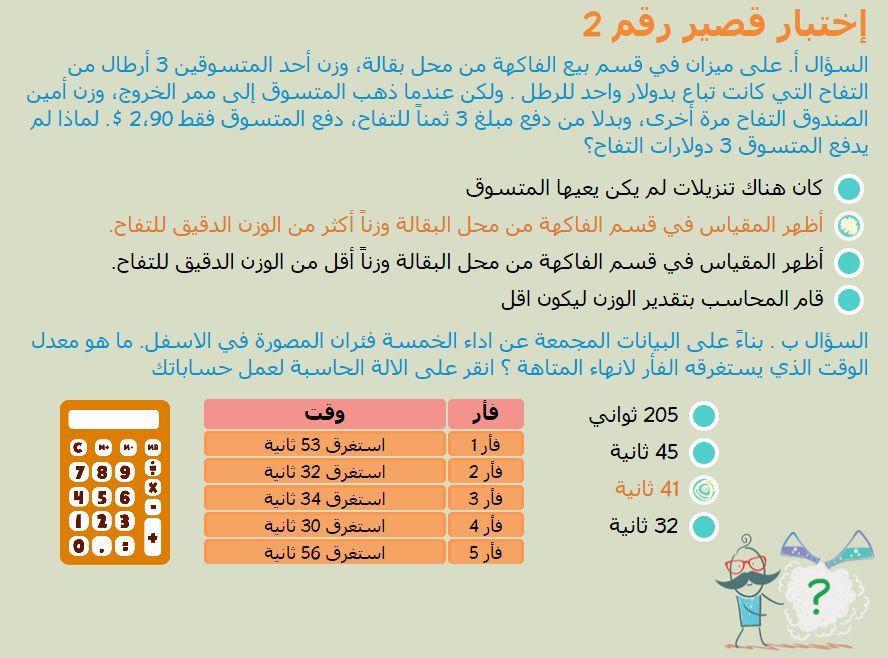 إختبار قصير رقم 2
السؤال أ. على ميزان في قسم بيع الفاكهة من محل بقالة، وزن أحد المتسوقين 3 أرطال من
التفاح التي كانت تباع بدولار واحد للرطل . ولكن عندما ذهب المتسوق إلى ممر الخروج، وزن أمين
الصندوق التفاح مرة أخرى، وبدلا من دفع مبلغ 3 ثمناً للتفاح، دفع المتسوق فقط 2،90 $. لماذا لم
يدفع المتسوق 3 دولارات التفاح؟
كان هناك تنزيلات لم يكن يعيها المتسوق
أظهر المقياس في قسم الفاكهة من محل البقالة وزناً أكثر من الوزن الدقيق للتفاح.
أظهر المقياس في قسم الفاكهة من محل البقالة وزناً أقل من الوزن الدقيق للتفاح.
قام المحاسب بتقدير الوزن ليكون اقل
السؤال ب . بناءً على البيانات المجمعة عن اداء الخمسة فئران المصورة في الاسفل. ما هو معدل
الوقت الذي يستغرقه الفأر لانهاء المتاهة ؟ انقر على الالة الحاسبة لعمل حساباتك
205 ثواني
45 ثانية
41 ثانية
32 ثانية
فأر وقت
فأر 1 استغرق 53 ثانية
فأر 2 استغرق 32 ثانية
فأر 3 استغرق 34 ثانية
فأر 4 استغرق 30 ثانية
فأر 5 استغرق 56 ثانية
C M+ M- MR
7 8 9 ÷
4 5 6 X
1 2 3 -
0 . = +
?